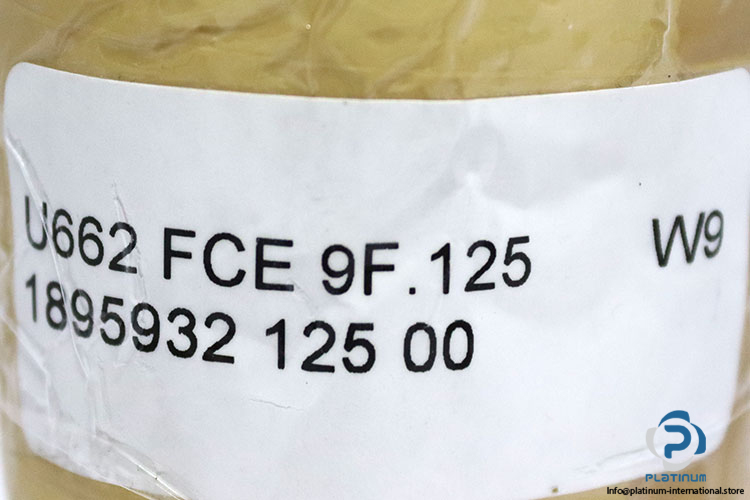 U662 FCE 9F.125 W9
1895932 125 00
PLATINUM
Info@platinum-international.store